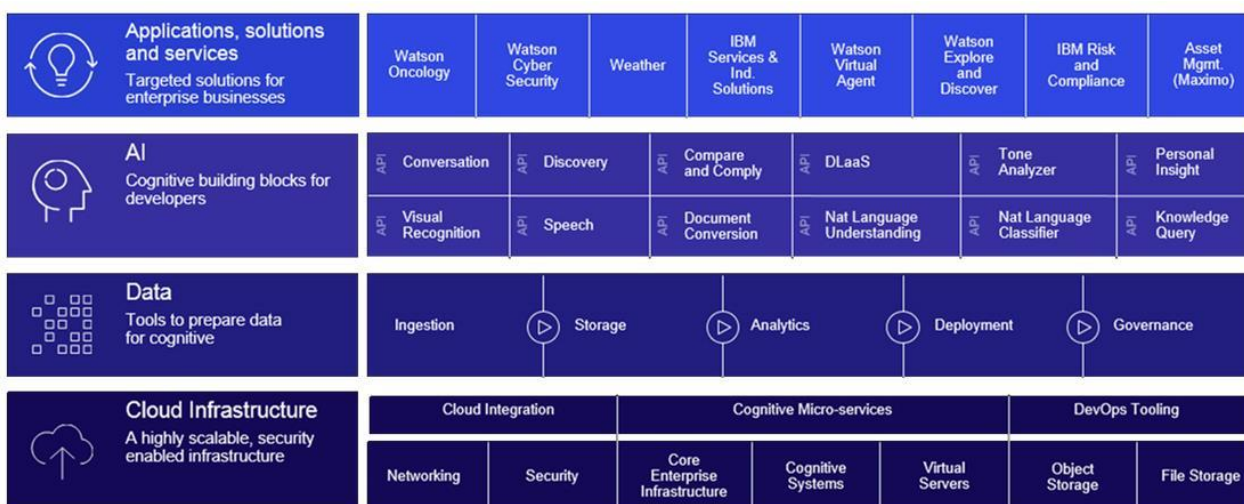 Applications, solutions
and services
Targeted solutions for
enterprise businesses
Watson
Oncology
Watson
Cyber
Security
Weather
IBM
Services &
Ind.
Solutions
Watson
Virtual
Agent
Watson
Explore
and
Discover
IBM Risk
and
Compliance
Asset
Mgmt.
(Maximo)
AI
Cognitive building blocks for
developers
API
Conversation
API
Discovery
API
Compare
and Comply
API
DLaaS
API
Tone
Analyzer
API
Personal
Insight
API
Visual
Recognition
API
Speech
API
Document
Conversion
API
Nat Language
Understanding
API
Nat Language
Classifier
API
Knowledge
Query
Data
Tools to prepare data
for cognitive
Ingestion
Storage
Analytics
Deployment
Governance
Cloud Infrastructure
A highly scalable, security
enabled infrastructure
Cloud Integration
Cognitive Micro-services
DevOps Tooling
Networking
Security
Core
Enterprise
Infrastructure
Cognitive
Systems
Virtual
Servers
Object
Storage
File Storage